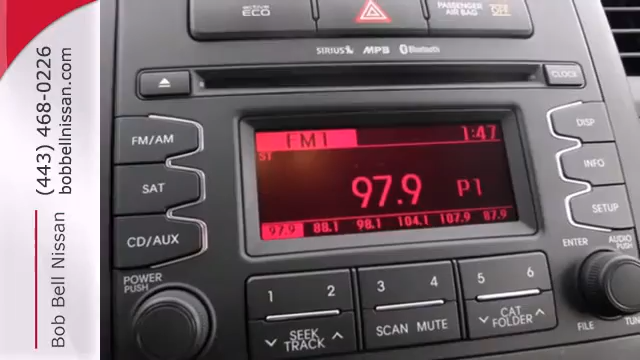 (443) 468-0226
bobbellnissan.com
Bob Bell Nissan
active
ECO
PASSENGER
AIR BAG OFF
SIRIUS MP3 Bluetooth
CLOCK
FM/AM
SAT
CD/AUX
FM1 1:47
ST
97.9 P1
97.9 88.1 98.1 104.1 107.9 87.9
DISP
INFO
SETUP
POWER
PUSH
ENTER
AUDIO
PUSH
1 2 3 4 5 6
SEEK
TRACK
SCAN MUTE
CAT
FOLDER
FILE
TUNE